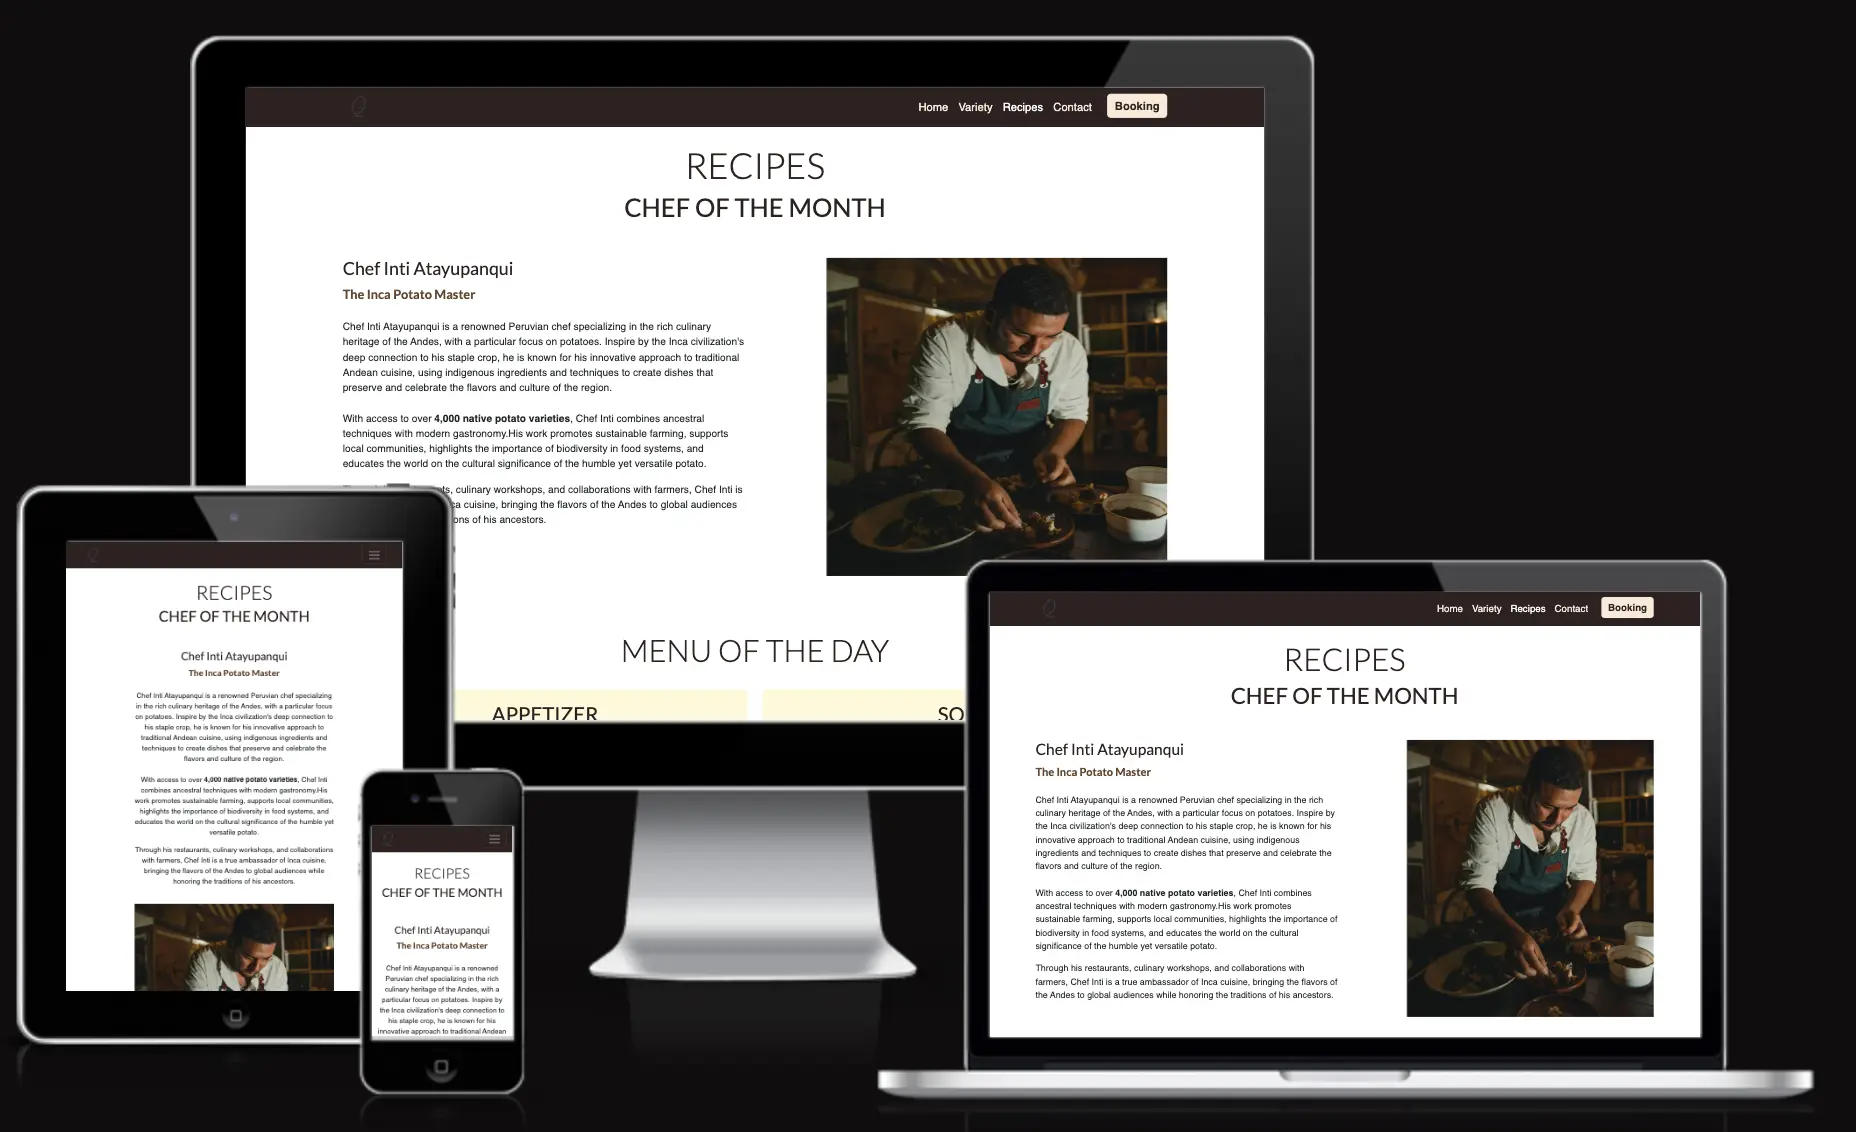 Home Variety Recipes Contact Booking
RECIPES
CHEF OF THE MONTH
Chef Inti Atayupanqui
The Inca Potato Master
Chef Inti Atayupanqui is a renowned Peruvian chef specializing in the rich culinary
heritage of the Andes, with a particular focus on potatoes. Inspire by the Inca civilization's
deep connection to his staple crop, he is known for his innovative approach to traditional
Andean cuisine, using indigenous ingredients and techniques to create dishes that
preserve and celebrate the flavors and culture of the region.
With access to over 4,000 native potato varieties, Chef Inti combines ancestral
techniques with modern gastronomy.His work promotes sustainable farming, supports
local communities, highlights the importance of biodiversity in food systems, and
educates the world on the cultural significance of the humble yet versatile potato.
culinary workshops, and collaborations with farmers, Chef Inti is
cuisine, bringing the flavors of the Andes to global audiences
of his ancestors.
MENU OF THE DAY
APPETIZER
SO
RECIPES
CHEF OF THE MONTH
Chef Inti Atayupanqui
The Inca Potato Master
Chef Inti Atayupanqui is a renowned Peruvian chef specializing
in the rich culinary heritage of the Andes, with a particular focus
on potatoes. Inspire by the Inca civilization's deep connection to
his staple crop, he is known for his innovative approach to
traditional Andean cuisine, using indigenous ingredients and
techniques to create dishes that preserve and celebrate the
flavors and culture of the region.
With access to over 4,000 native potato varieties, Chef Inti
combines ancestral techniques with modern gastronomy.His
work promotes sustainable farming, supports local communities,
highlights the importance of biodiversity in food systems, and
educates the world on the cultural significance of the humble yet
versatile potato.
Through his restaurants, culinary workshops, and collaborations
with farmers, Chef Inti is a true ambassador of Inca cuisine,
bringing the flavors of the Andes to global audiences while
honoring the traditions of his ancestors.
RECIPES
CHEF OF THE MONTH
Chef Inti Atayupanqui
The Inca Potato Master
Chef Inti Atayupanqui is a renowned
Peruvian chef specializing in the rich
culinary heritage of the Andes, with a
particular focus on potatoes. Inspire by
the Inca civilization's deep connection to
his staple crop, he is known for his
innovative approach to traditional Andean
Home Variety Recipes Contact Booking
RECIPES
CHEF OF THE MONTH
Chef Inti Atayupanqui
The Inca Potato Master
Chef Inti Atayupanqui is a renowned Peruvian chef specializing in the rich
culinary heritage of the Andes, with a particular focus on potatoes. Inspire by
the Inca civilization's deep connection to his staple crop, he is known for his
innovative approach to traditional Andean cuisine, using indigenous
ingredients and techniques to create dishes that preserve and celebrate the
flavors and culture of the region.
With access to over 4,000 native potato varieties, Chef Inti combines
ancestral techniques with modern gastronomy.His work promotes
sustainable farming, supports local communities, highlights the importance of
biodiversity in food systems, and educates the world on the cultural
significance of the humble yet versatile potato.
Through his restaurants, culinary workshops, and collaborations with
farmers, Chef Inti is a true ambassador of Inca cuisine, bringing the flavors of
the Andes to global audiences while honoring the traditions of his ancestors.